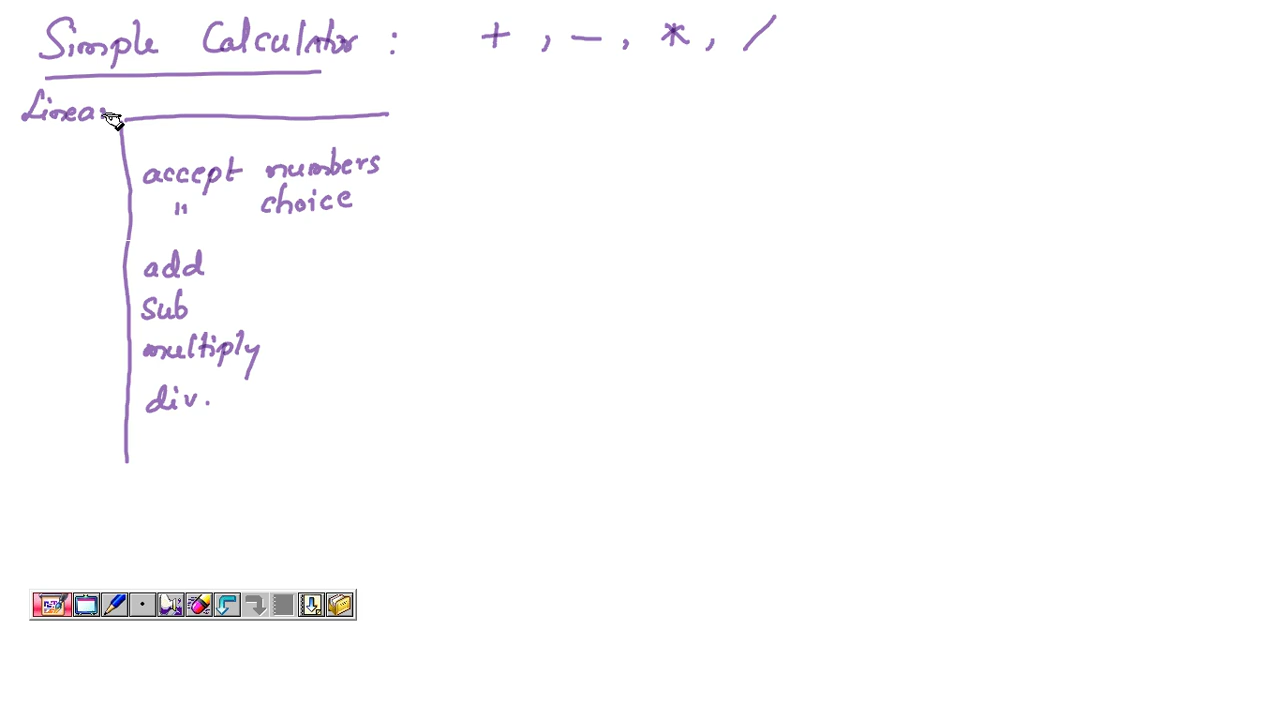 Simple Calculator : + , - , * , /
Linear
accept numbers
" choice
add
sub
multiply
div.